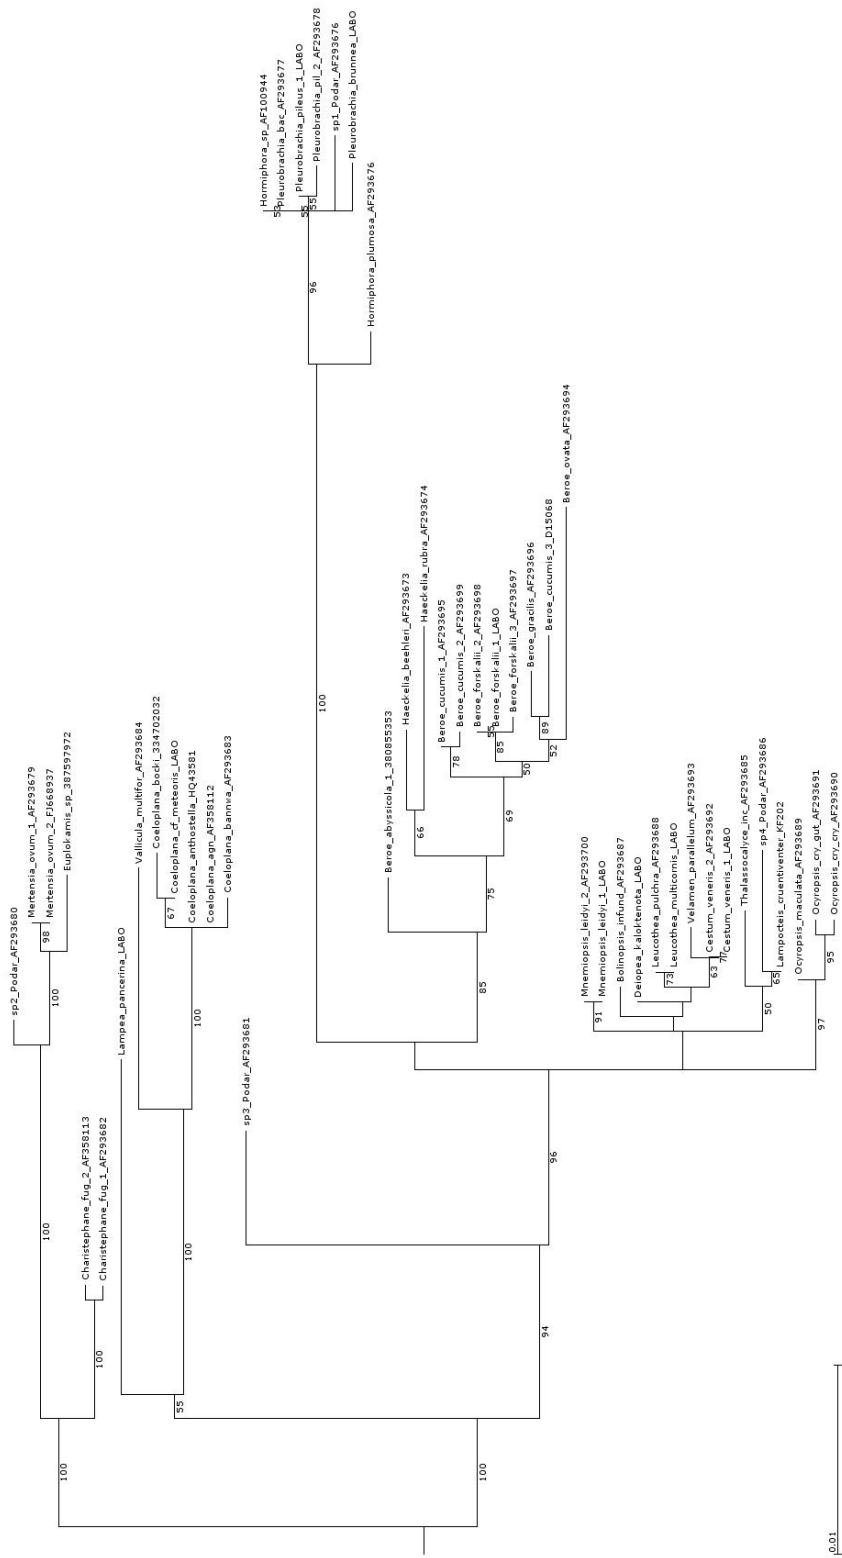 sp2_Podar_AF293680
Mertensia_ovum_1_AF293679
Mertensia_ovum_2_FJ668937
98
Euplokamis_sp_387597972
100
100
Charistephane_fug_2_AF358113
Charistephane_fug_1_AF293682
100
100
Lampea_pancerina_LABO
Vallicula_multifor_AF293684
Coeloplana_bocki_334702032
Coeloplana_cf_meteoris_LABO
67
Coeloplana_anthostella_HQ43581
Coeloplana_agn_AF358112
Coeloplana_bannwa_AF293683
100
100
55
sp3_Podar_AF293681
Hormiphora_sp_AF100944
Pleurobrachia_bac_AF293677
53
Pleurobrachia_pileus_1_LABO
Pleurobrachia_pil_2_AF293678
55
55
sp1_Podar_AF293676
Pleurobrachia_brunnea_LABO
96
Hormiphora_plumosa_AF293676
100
Beroe_abyssicola_1_380855353
Haeckelia_beehleri_AF293673
Haeckelia_rubra_AF293674
66
Beroe_cucumis_1_AF293695
Beroe_cucumis_2_AF293699
78
Beroe_forskalii_2_AF293698
Beroe_forskalii_1_LABO
55
Beroe_forskalii_3_AF293697
85
Beroe_gracilis_AF293696
Beroe_cucumis_3_D15068
89
Beroe_ovata_AF293694
52
50
69
75
85
Mnemiopsis_leidyi_2_AF293700
Mnemiopsis_leidyi_1_LABO
91
Bolinopsis_infund_AF293687
Deiopea_kaloktenota_LABO
Leucothea_pulchra_AF293688
Leucothea_multicornis_LABO
73
Velamen_parallelum_AF293693
Cestum_veneris_2_AF293692
Cestum_veneris_1_LABO
77
63
Thalassocalyce_inc_AF293685
sp4_Podar_AF293686
Lampocteis_cruentiventer_KF202
65
50
Ocyropsis_maculata_AF293689
Ocyropsis_cry_gut_AF293691
Ocyropsis_cry_cry_AF293690
95
97
96
94
100
0.01